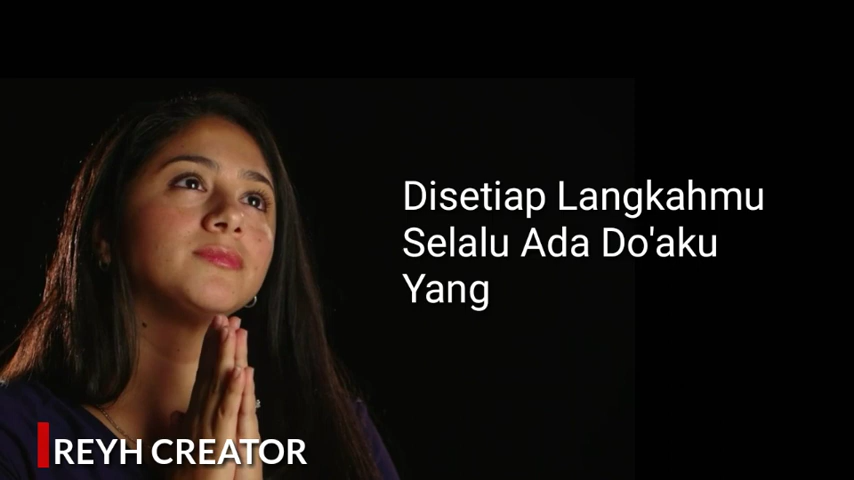 Disetiap Langkahmu
Selalu Ada Do'aku
Yang
REYH CREATOR